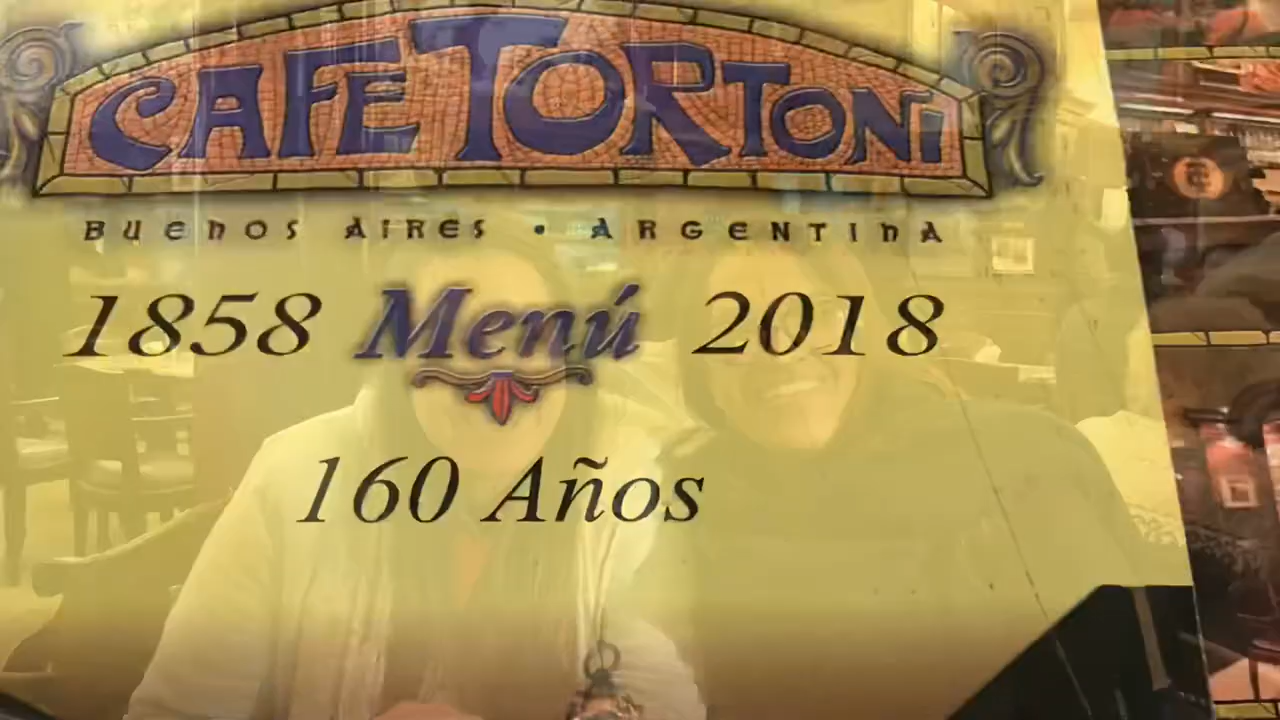 CAFE TORTONI
BUENOS AIRES • ARGENTINA
1858 Menú 2018
160 Años